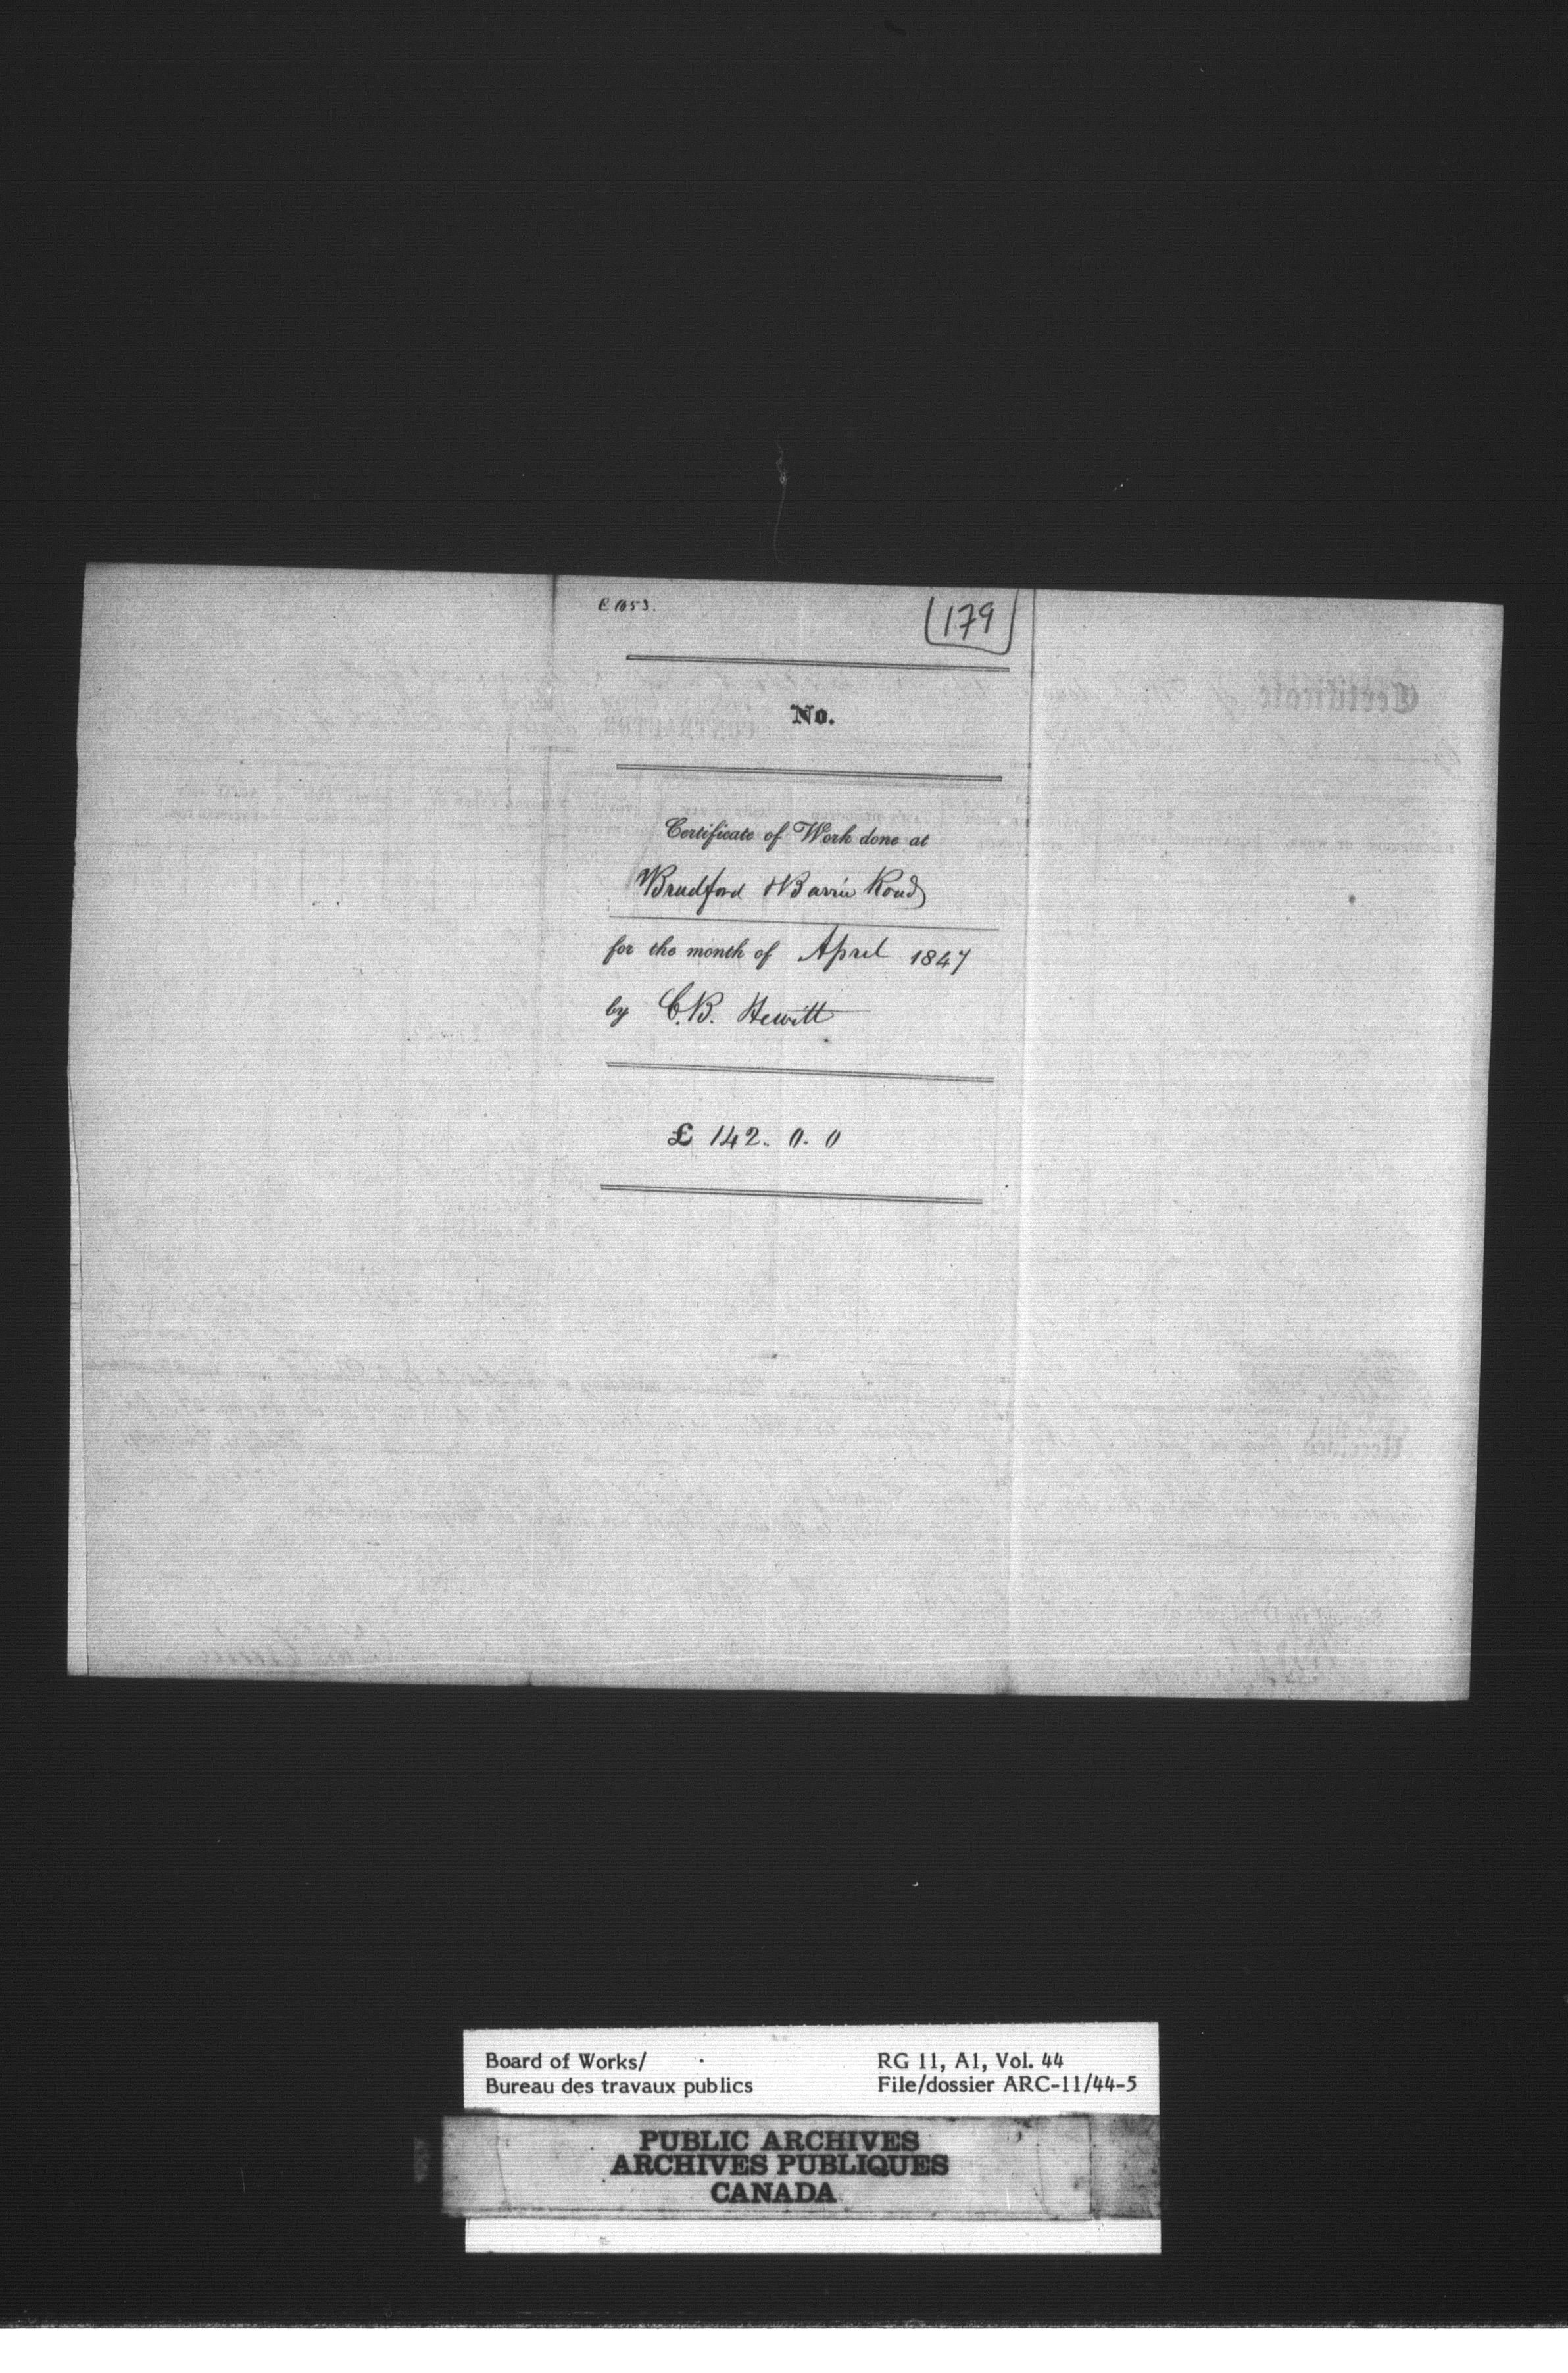 179
No.
Certificate of Work done at
Bradford & Barrie Road
for the month of April 1847
by C.B. Hewitt
£ 142. 0. 0
Board of Works/
Bureau des travaux publics
RG 11, A1, Vol. 44
File/dossier ARC-11/44-5
PUBLIC ARCHIVES
ARCHIVES PUBLIQUES
CANADA